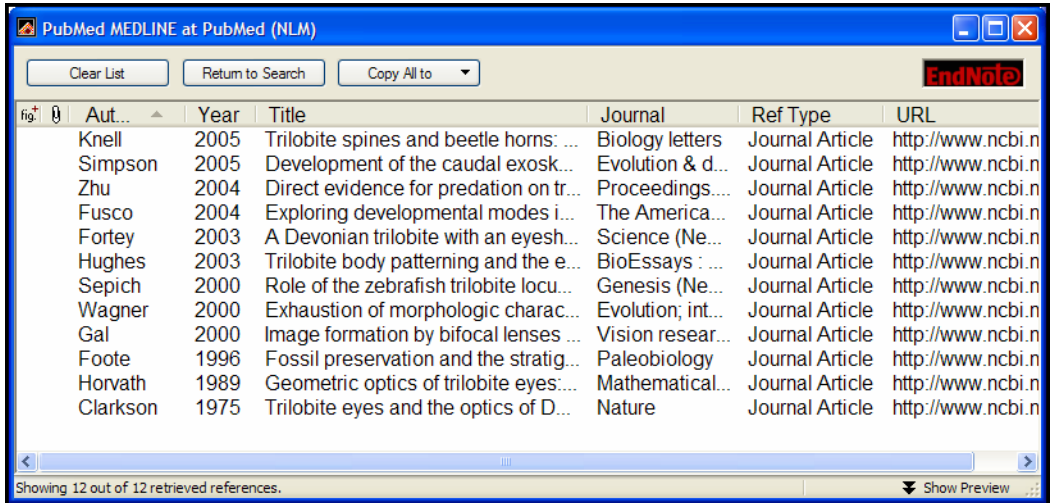 PubMed MEDLINE at PubMed (NLM)
Clear List Return to Search Copy All to EndNote
fig. Aut... Year Title Journal Ref Type URL
Knell 2005 Trilobite spines and beetle horns: ... Biology letters Journal Article http://www.ncbi.n
Simpson 2005 Development of the caudal exosk... Evolution & d... Journal Article http://www.ncbi.n
Zhu 2004 Direct evidence for predation on tr... Proceedings.... Journal Article http://www.ncbi.n
Fusco 2004 Exploring developmental modes i... The America... Journal Article http://www.ncbi.n
Fortey 2003 A Devonian trilobite with an eyesh... Science (Ne... Journal Article http://www.ncbi.n
Hughes 2003 Trilobite body patterning and the e... BioEssays : ... Journal Article http://www.ncbi.n
Sepich 2000 Role of the zebrafish trilobite locu... Genesis (Ne... Journal Article http://www.ncbi.n
Wagner 2000 Exhaustion of morphologic charac... Evolution; int... Journal Article http://www.ncbi.n
Gal 2000 Image formation by bifocal lenses ... Vision resear... Journal Article http://www.ncbi.n
Foote 1996 Fossil preservation and the stratig... Paleobiology Journal Article http://www.ncbi.n
Horvath 1989 Geometric optics of trilobite eyes:... Mathematical... Journal Article http://www.ncbi.n
Clarkson 1975 Trilobite eyes and the optics of D... Nature Journal Article http://www.ncbi.n
Showing 12 out of 12 retrieved references. Show Preview